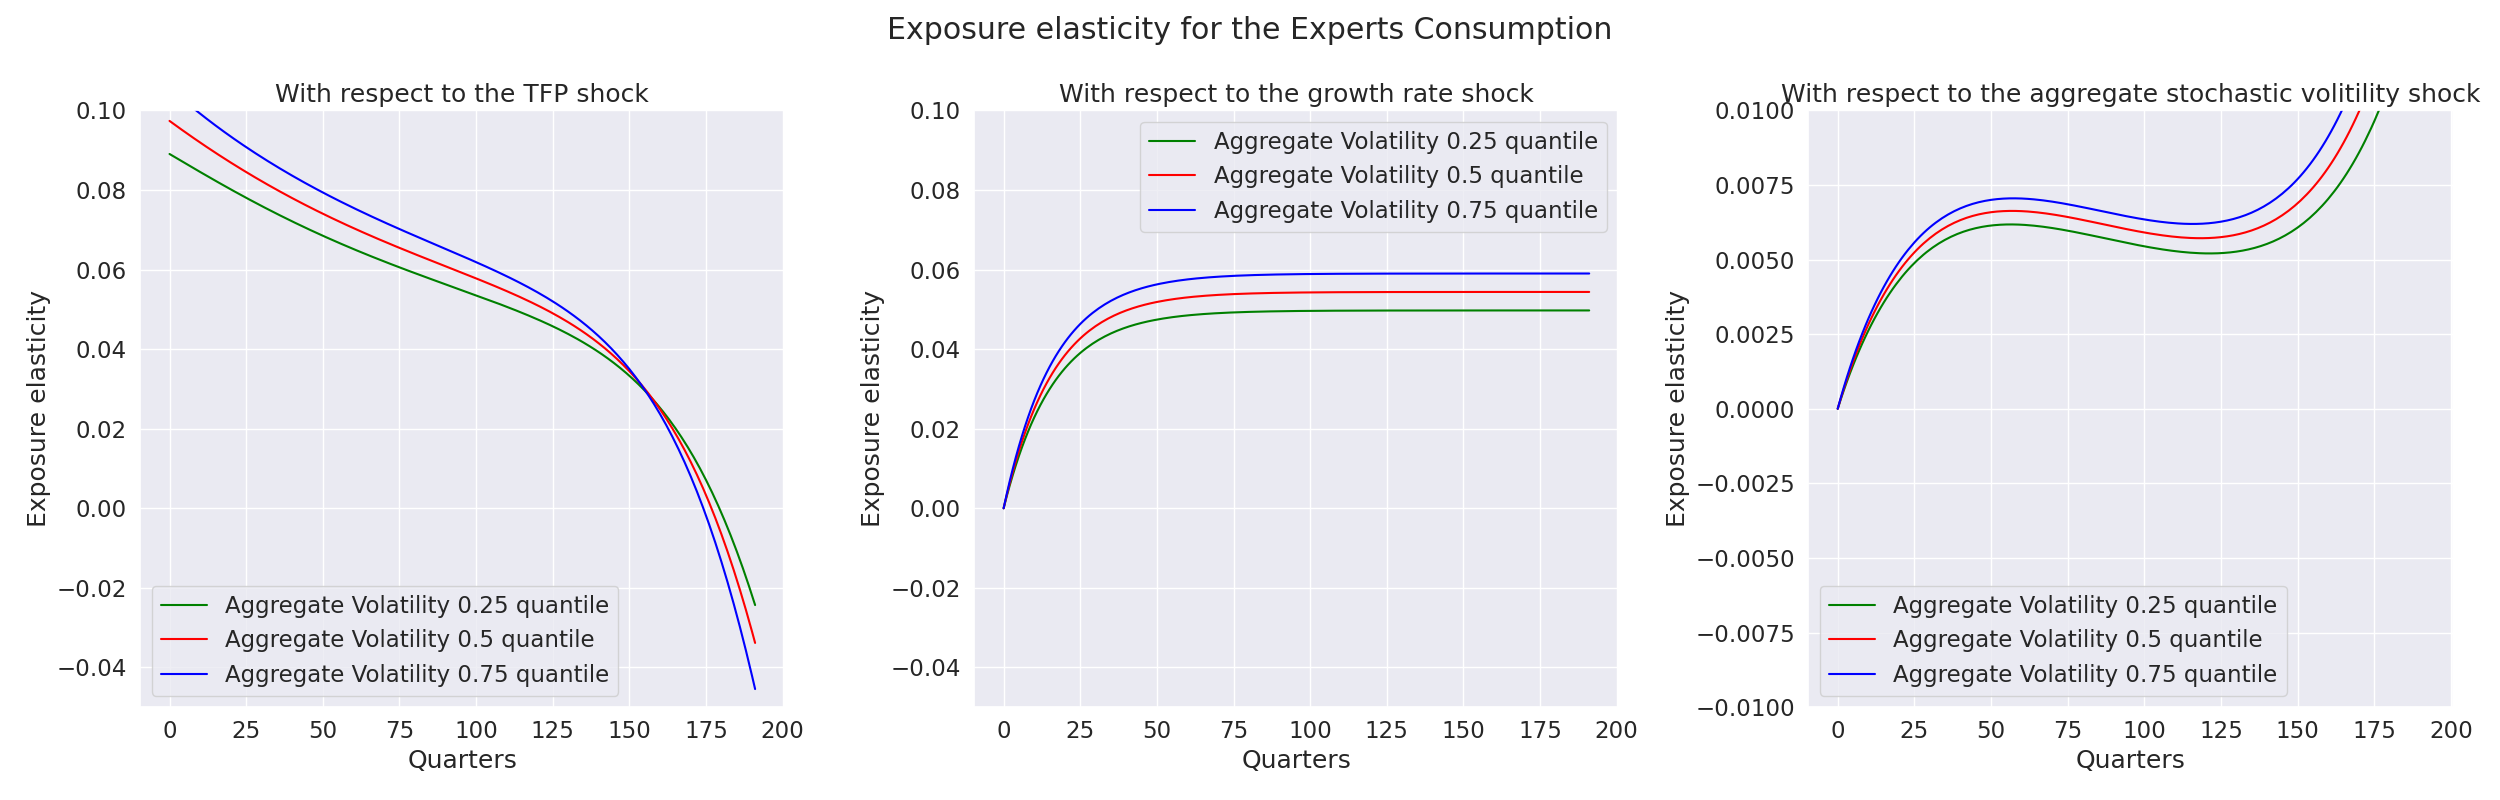 Exposure elasticity for the Experts Consumption
With respect to the TFP shock
Exposure elasticity
0.10
0.08
0.06
0.04
0.02
0.00
−0.02
−0.04
Aggregate Volatility 0.25 quantile
Aggregate Volatility 0.5 quantile
Aggregate Volatility 0.75 quantile
0 25 50 75 100 125 150 175 200
Quarters
With respect to the growth rate shock
Exposure elasticity
0.10
0.08
0.06
0.04
0.02
0.00
−0.02
−0.04
Aggregate Volatility 0.25 quantile
Aggregate Volatility 0.5 quantile
Aggregate Volatility 0.75 quantile
0 25 50 75 100 125 150 175 200
Quarters
With respect to the aggregate stochastic volitility shock
Exposure elasticity
0.0100
0.0075
0.0050
0.0025
0.0000
−0.0025
−0.0050
−0.0075
−0.0100
Aggregate Volatility 0.25 quantile
Aggregate Volatility 0.5 quantile
Aggregate Volatility 0.75 quantile
0 25 50 75 100 125 150 175 200
Quarters